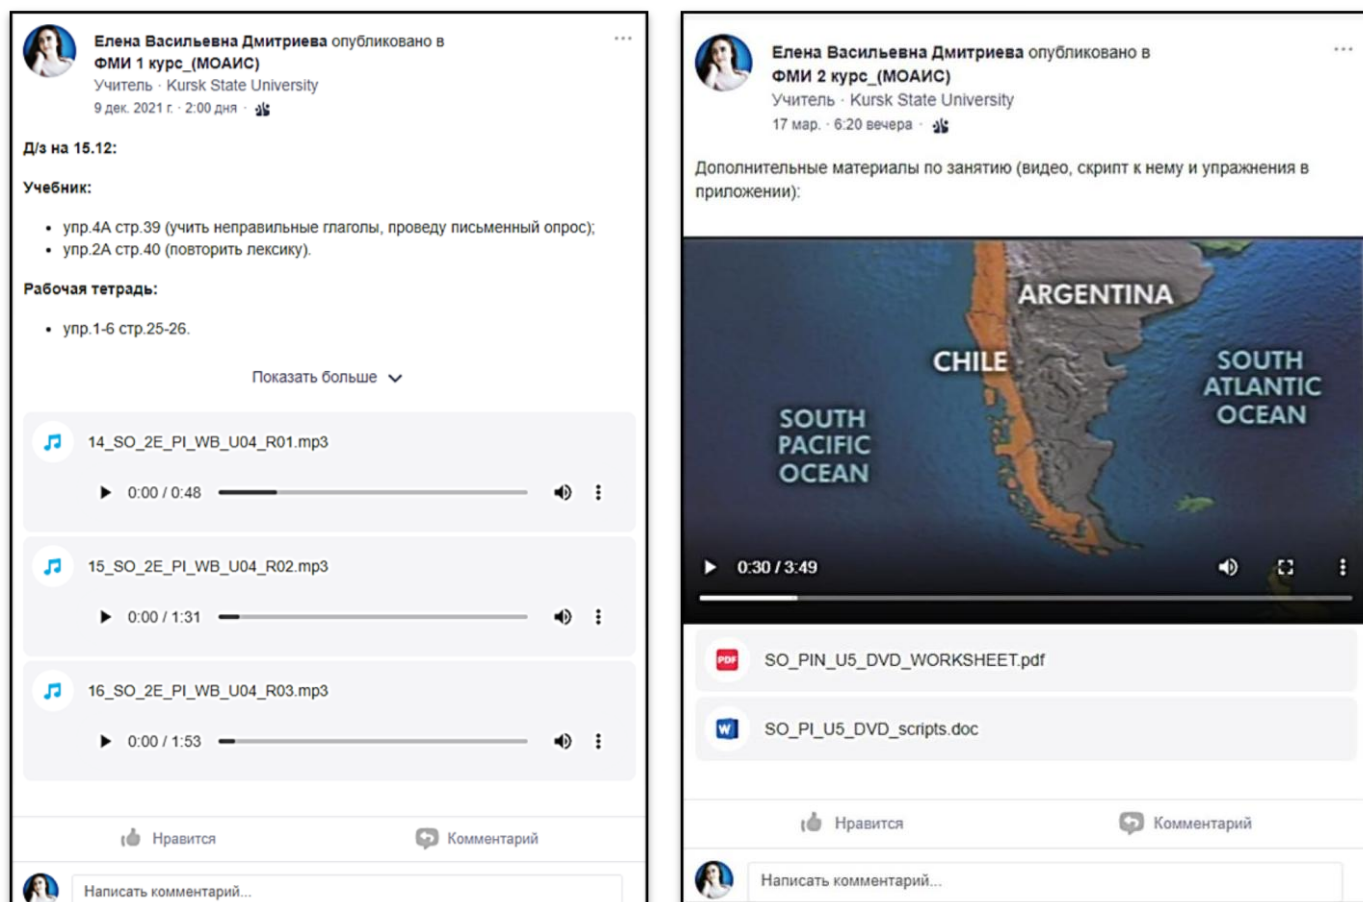 Елена Васильевна Дмитриева опубликовано в
ФМИ 1 курс_(МОАИС)
Учитель · Kursk State University
9 дек. 2021 г. · 2:00 дня ·
Д/з на 15.12:
Учебник:
• упр.4А стр.39 (учить неправильные глаголы, проведу письменный опрос);
• упр.2А стр.40 (повторить лексику).
Рабочая тетрадь:
• упр.1-6 стр.25-26.
Показать больше
14_SO_2E_PI_WB_U04_R01.mp3
0:00 / 0:48
15_SO_2E_PI_WB_U04_R02.mp3
0:00 / 1:31
16_SO_2E_PI_WB_U04_R03.mp3
0:00 / 1:53
Нравится Комментарий
Написать комментарий...
Елена Васильевна Дмитриева опубликовано в
ФМИ 2 курс_(МОАИС)
Учитель · Kursk State University
17 мар. · 6:20 вечера ·
Дополнительные материалы по занятию (видео, скрипт к нему и упражнения в
приложении):
ARGENTINA
CHILE
SOUTH
ATLANTIC
OCEAN
SOUTH
PACIFIC
OCEAN
0:30 / 3:49
PDF SO_PIN_U5_DVD_WORKSHEET.pdf
W SO_PI_U5_DVD_scripts.doc
Нравится Комментарий
Написать комментарий...